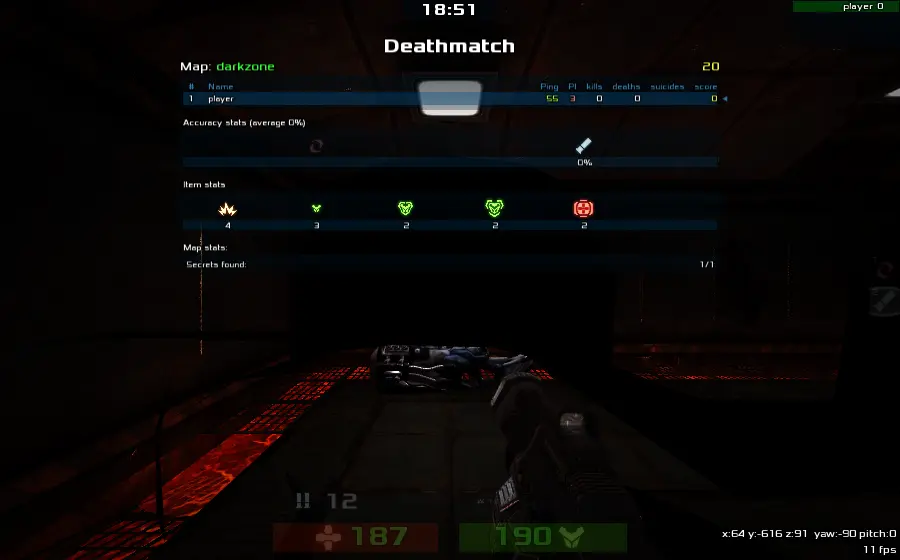 18:51
player 0
Deathmatch
Map: darkzone 20
# Name Ping Pl kills deaths suicides score
1 player 55 3 0 0 0
Accuracy stats (average 0%)
0%
Item stats
4 3 2 2 2
Map stats:
Secrets found: 1/1
12
187 190
x:64 y:-616 z:91 yaw:-90 pitch:0
11 fps